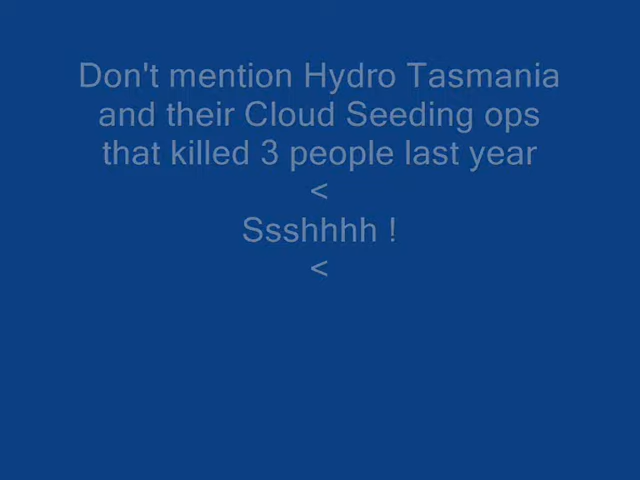 Don't mention Hydro Tasmania
and their Cloud Seeding ops
that killed 3 people last year
<
Ssshhhh !
<